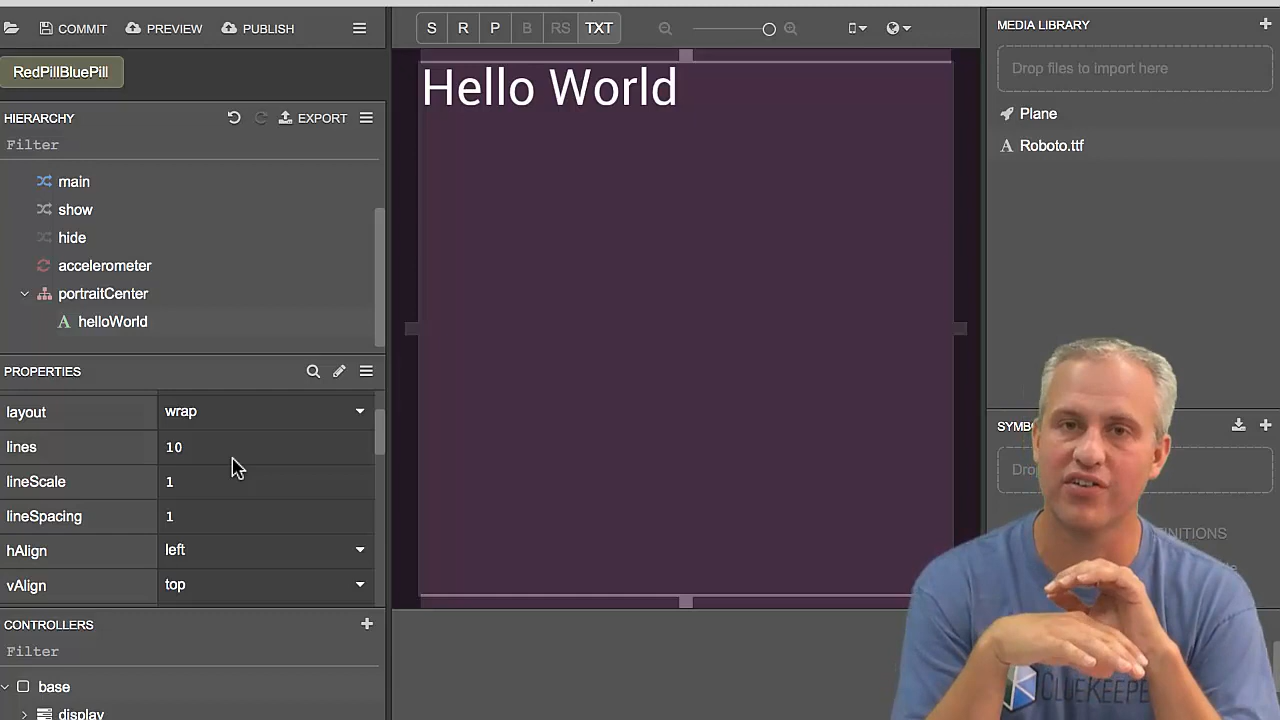 COMMIT PREVIEW PUBLISH
RedPillBluePill
HIERARCHY EXPORT
Filter
main
show
hide
accelerometer
portraitCenter
A helloWorld
PROPERTIES
layout wrap
lines 10
lineScale 1
lineSpacing 1
hAlign left
vAlign top
CONTROLLERS
Filter
base
display
S R P B RS TXT
Hello World
MEDIA LIBRARY
Drop files to import here
Plane
A Roboto.ttf